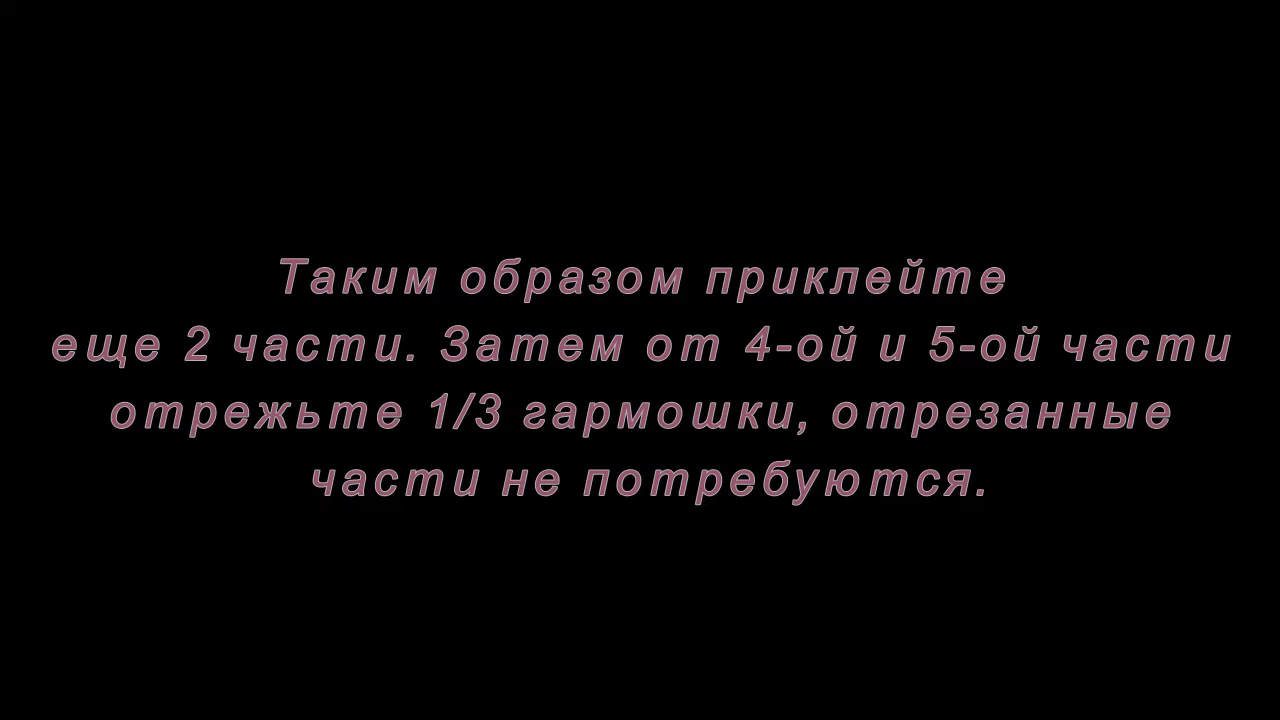 Таким образом приклейте
еще 2 части. Затем от 4-ой и 5-ой части
отрежьте 1/3 гармошки, отрезанные
части не потребуются.